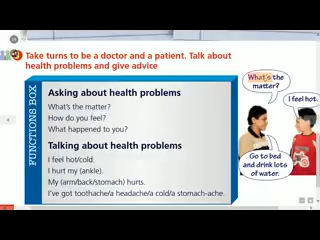 Take turns to be a doctor and a patient. Talk about
health problems and give advice
FUNCTIONS BOX
Asking about health problems
What's the matter?
How do you feel?
What happened to you?
Talking about health problems
I feel hot/cold.
I hurt my (ankle).
My (arm/back/stomach) hurts.
I've got toothache/a headache/a cold/a stomach-ache.
What's the
matter?
I feel hot.
Go to bed
and drink lots
of water.